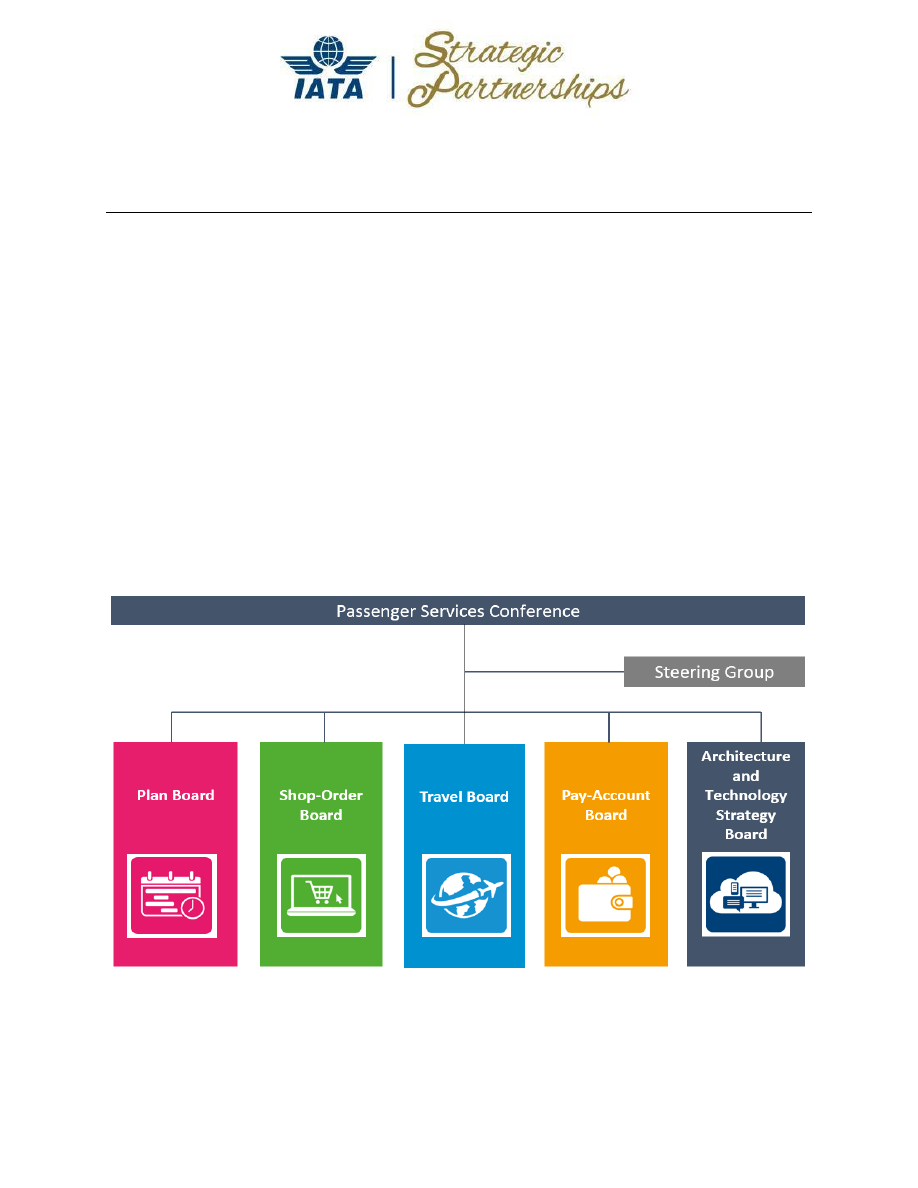 IATA
Strategic
Partnerships
Passenger Services Conference
Steering Group
Plan Board
Shop-Order
Board
Travel Board
Pay-Account
Board
Architecture
and
Technology
Strategy
Board